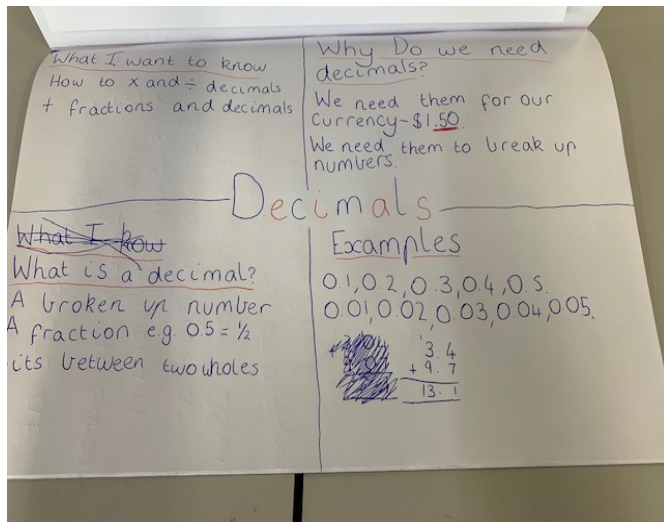 What I want to know
How to x and ÷ decimals
+ fractions and decimals
Why Do we need
decimals?
We need them for our
currency-$1.50.
We need them to break up
numbers.
Decimals
What I know
What is a decimal?
A broken up number
A fraction e.g. 0.5 = ½
its between two wholes
Examples
0.1, 0.2, 0.3, 0.4, 0.5.
0.01, 0.02, 0.03, 0.04, 0.05.
1
3.4
+ 9.7
13.1